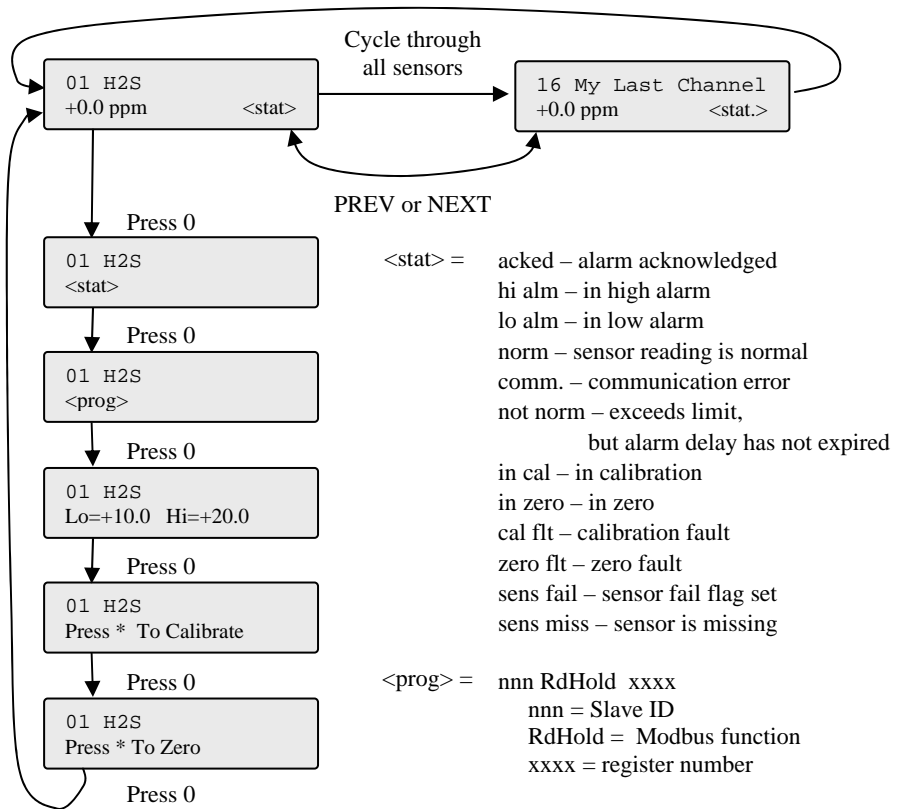 Cycle through
all sensors
01 H2S
+0.0 ppm <stat>
16 My Last Channel
+0.0 ppm <stat.>
PREV or NEXT
Press 0
01 H2S
<stat>
Press 0
01 H2S
<prog>
Press 0
01 H2S
Lo=+10.0 Hi=+20.0
Press 0
01 H2S
Press * To Calibrate
Press 0
01 H2S
Press * To Zero
Press 0
<stat> = acked – alarm acknowledged
hi alm – in high alarm
lo alm – in low alarm
norm – sensor reading is normal
comm. – communication error
not norm – exceeds limit,
but alarm delay has not expired
in cal – in calibration
in zero – in zero
cal flt – calibration fault
zero flt – zero fault
sens fail – sensor fail flag set
sens miss – sensor is missing
<prog> = nnn RdHold xxxx
nnn = Slave ID
RdHold = Modbus function
xxxx = register number